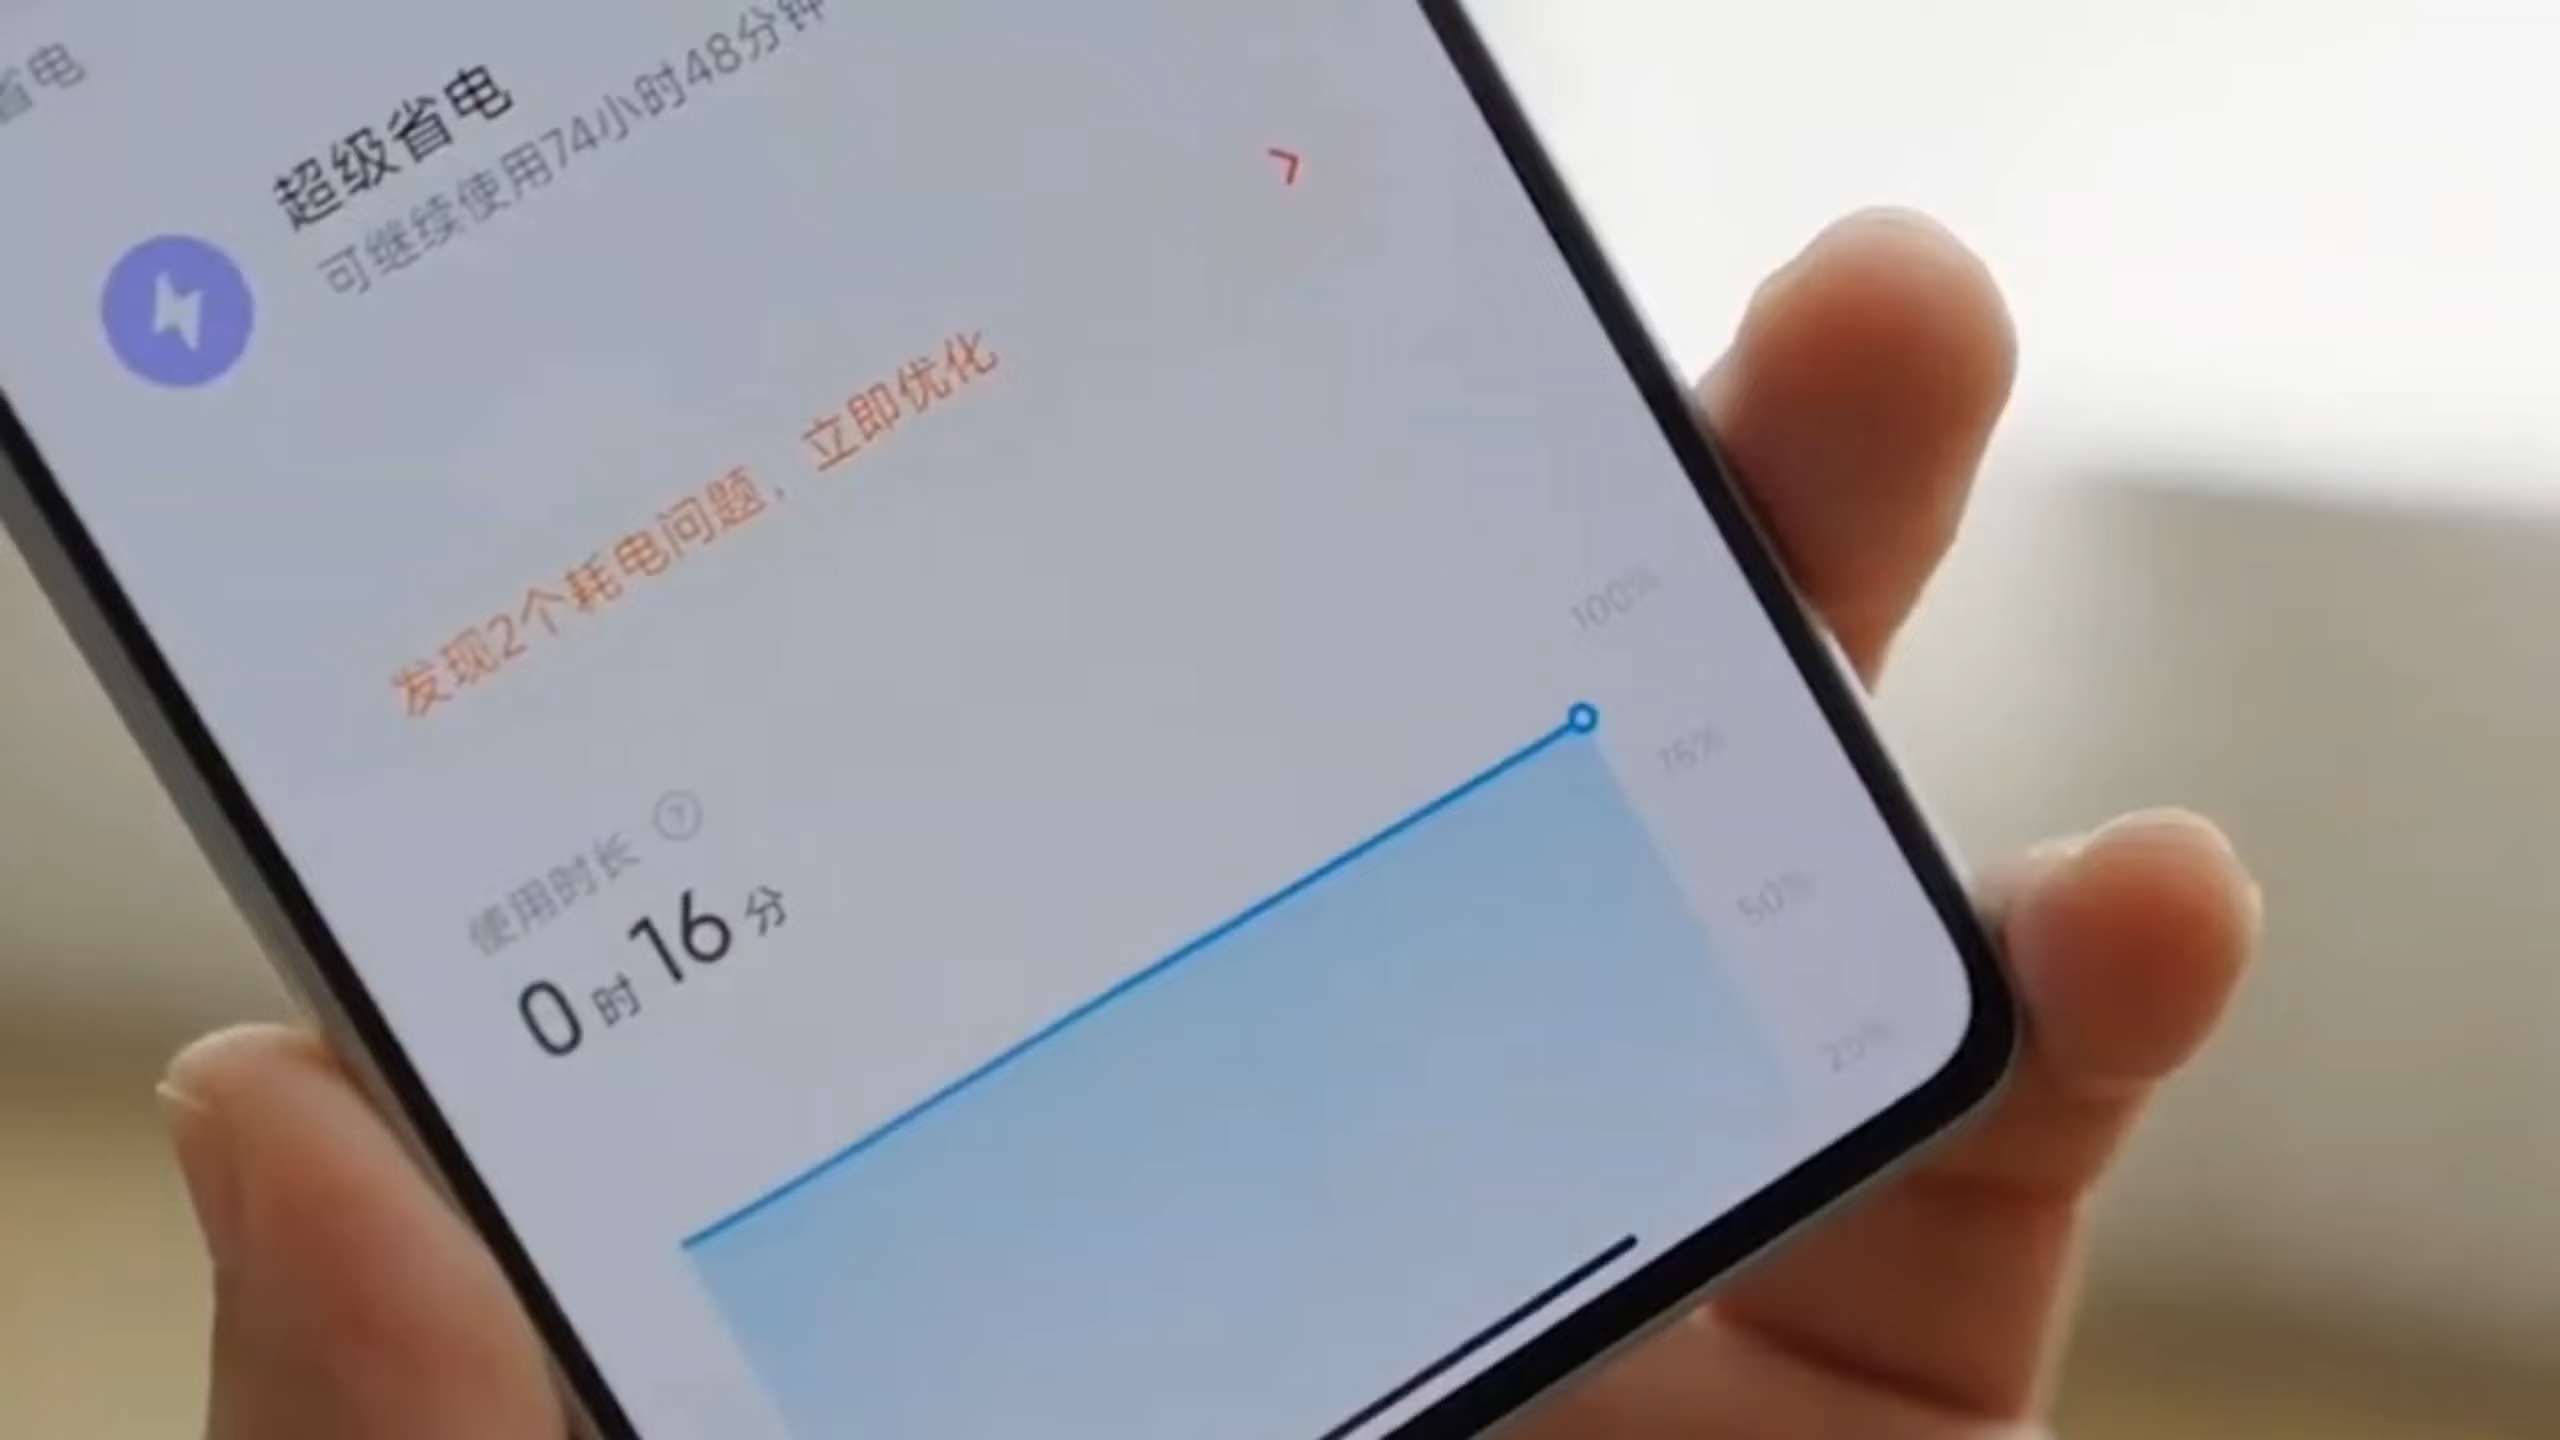 省电
超级省电
可继续使用74小时48分钟
发现2个耗电问题，立即优化
使用时长 ?
0时16分
100%
75%
50%
25%